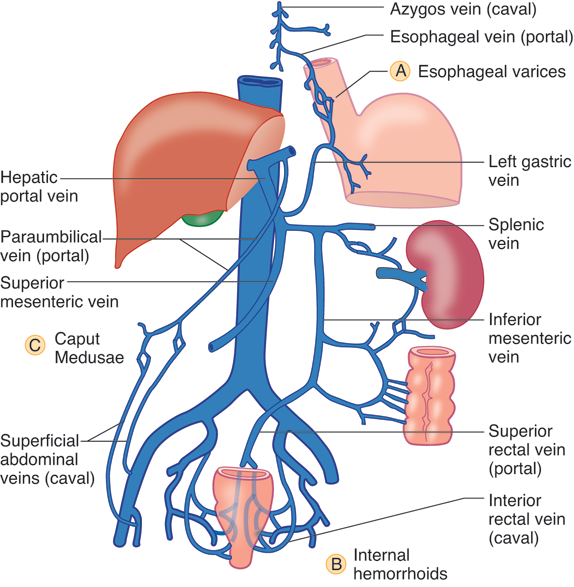 Azygos vein (caval)
Esophageal vein (portal)
A Esophageal varices
Left gastric
vein
Hepatic
portal vein
Splenic
vein
Paraumbilical
vein (portal)
Superior
mesenteric vein
Inferior
mesenteric
vein
C Caput
Medusae
Superficial
abdominal
veins (caval)
Superior
rectal vein
(portal)
Interior
rectal vein
(caval)
B Internal
hemorrhoids